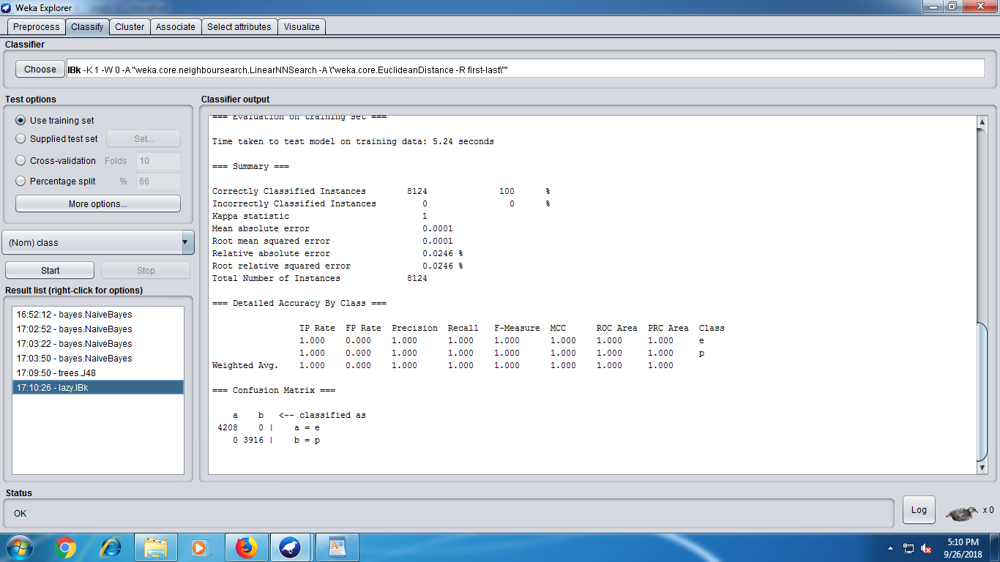 Weka Explorer
Preprocess Classify Cluster Associate Select attributes Visualize
Classifier
Choose IBk -K 1 -W 0 -A "weka.core.neighboursearch.LinearNNSearch -A \"weka.core.EuclideanDistance -R first-last\""
Test options
Use training set
Supplied test set Set...
Cross-validation Folds 10
Percentage split % 66
More options...
(Nom) class
Start Stop
Result list (right-click for options)
16:52:12 - bayes.NaiveBayes
17:02:52 - bayes.NaiveBayes
17:03:22 - bayes.NaiveBayes
17:03:50 - bayes.NaiveBayes
17:09:50 - trees.J48
17:10:26 - lazy.IBk
Classifier output
=== Evaluation on training set ===
Time taken to test model on training data: 5.24 seconds
=== Summary ===
Correctly Classified Instances 8124 100 %
Incorrectly Classified Instances 0 0 %
Kappa statistic 1
Mean absolute error 0.0001
Root mean squared error 0.0001
Relative absolute error 0.0246 %
Root relative squared error 0.0246 %
Total Number of Instances 8124
=== Detailed Accuracy By Class ===
TP Rate FP Rate Precision Recall F-Measure MCC ROC Area PRC Area Class
1.000 0.000 1.000 1.000 1.000 1.000 1.000 1.000 e
1.000 0.000 1.000 1.000 1.000 1.000 1.000 1.000 p
Weighted Avg. 1.000 0.000 1.000 1.000 1.000 1.000 1.000 1.000
=== Confusion Matrix ===
a b <-- classified as
4208 0 | a = e
0 3916 | b = p
Status
OK
Log
x 0
5:10 PM
9/26/2018